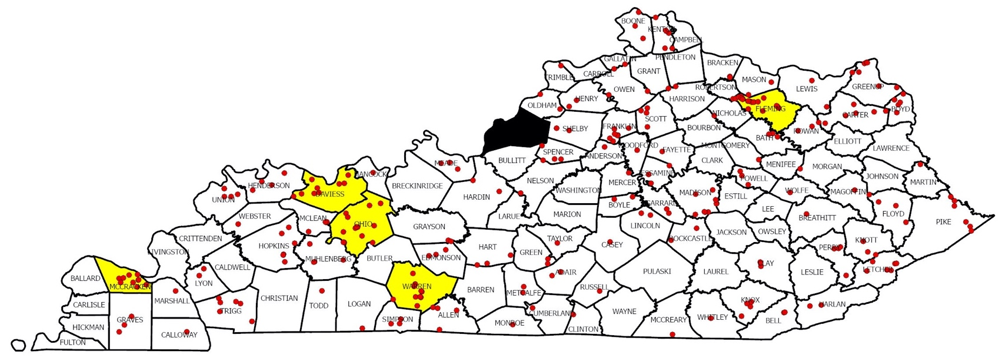 BOONE
KENTON
CAMPBELL
GALLATIN
PENDLETON
BRACKEN
TRIMBLE
CARROLL
GRANT
MASON
OWEN
ROBERTSON
LEWIS
GREENUP
HENRY
HARRISON
OLDHAM
NICHOLAS
FLEMING
CARTER
BOYD
SHELBY
FRANKLIN
SCOTT
BOURBON
ROWAN
BATH
ELLIOTT
SPENCER
WOODFORD
FAYETTE
MONTGOMERY
LAWRENCE
ANDERSON
BULLITT
CLARK
MENIFEE
MORGAN
MEADE
HANCOCK
JESSAMINE
POWELL
JOHNSON
MARTIN
NELSON
MERCER
HENDERSON
DAVIESS
BRECKINRIDGE
HARDIN
WASHINGTON
MADISON
ESTILL
WOLFE
MAGOFFIN
UNION
BOYLE
GARRARD
LEE
WEBSTER
MCLEAN
LARUE
MARION
BREATHITT
FLOYD
PIKE
OHIO
GRAYSON
LINCOLN
JACKSON
OWSLEY
CRITTENDEN
TAYLOR
CASEY
ROCKCASTLE
KNOTT
HOPKINS
HART
PERRY
LIVINGSTON
GREEN
MUHLENBERG
BUTLER
EDMONSON
CLAY
CALDWELL
LETCHER
BALLARD
ADAIR
PULASKI
LAUREL
LESLIE
LYON
MCCRACKEN
WARREN
BARREN
METCALFE
RUSSELL
CHRISTIAN
MARSHALL
KNOX
CARLISLE
TODD
LOGAN
HARLAN
TRIGG
CUMBERLAND
WAYNE
ALLEN
GRAVES
SIMPSON
MONROE
MCCREARY
WHITLEY
BELL
HICKMAN
CLINTON
CALLOWAY
FULTON